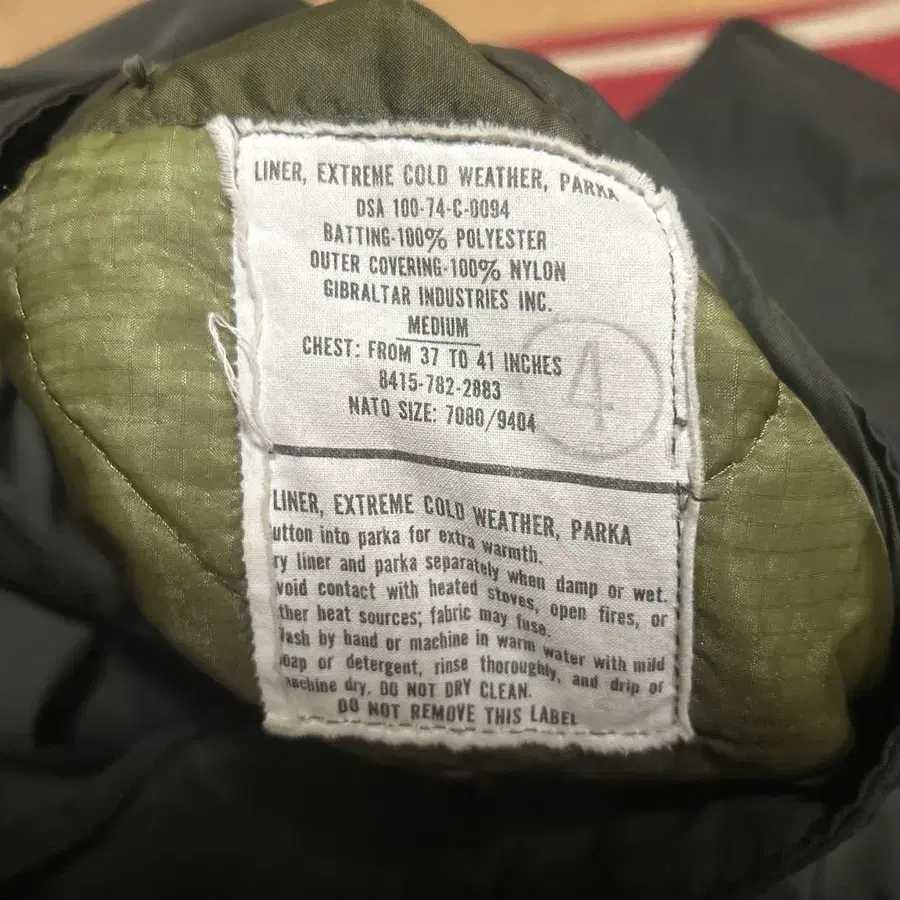 LINER, EXTREME COLD WEATHER, PARKA
DSA 100-74-C-0094
BATTING-100% POLYESTER
OUTER COVERING-100% NYLON
GIBRALTAR INDUSTRIES INC.
MEDIUM
CHEST: FROM 37 TO 41 INCHES
8415-782-2883
NATO SIZE: 7080/9404
4
LINER, EXTREME COLD WEATHER, PARKA
utton into parka for extra warmth.
ry liner and parka separately when damp or wet.
void contact with heated stoves, open fires, or
ther heat sources; fabric may fuse.
Wash by hand or machine in warm water with mild
oap or detergent, rinse thoroughly, and drip or
machine dry. DO NOT DRY CLEAN.
DO NOT REMOVE THIS LABEL